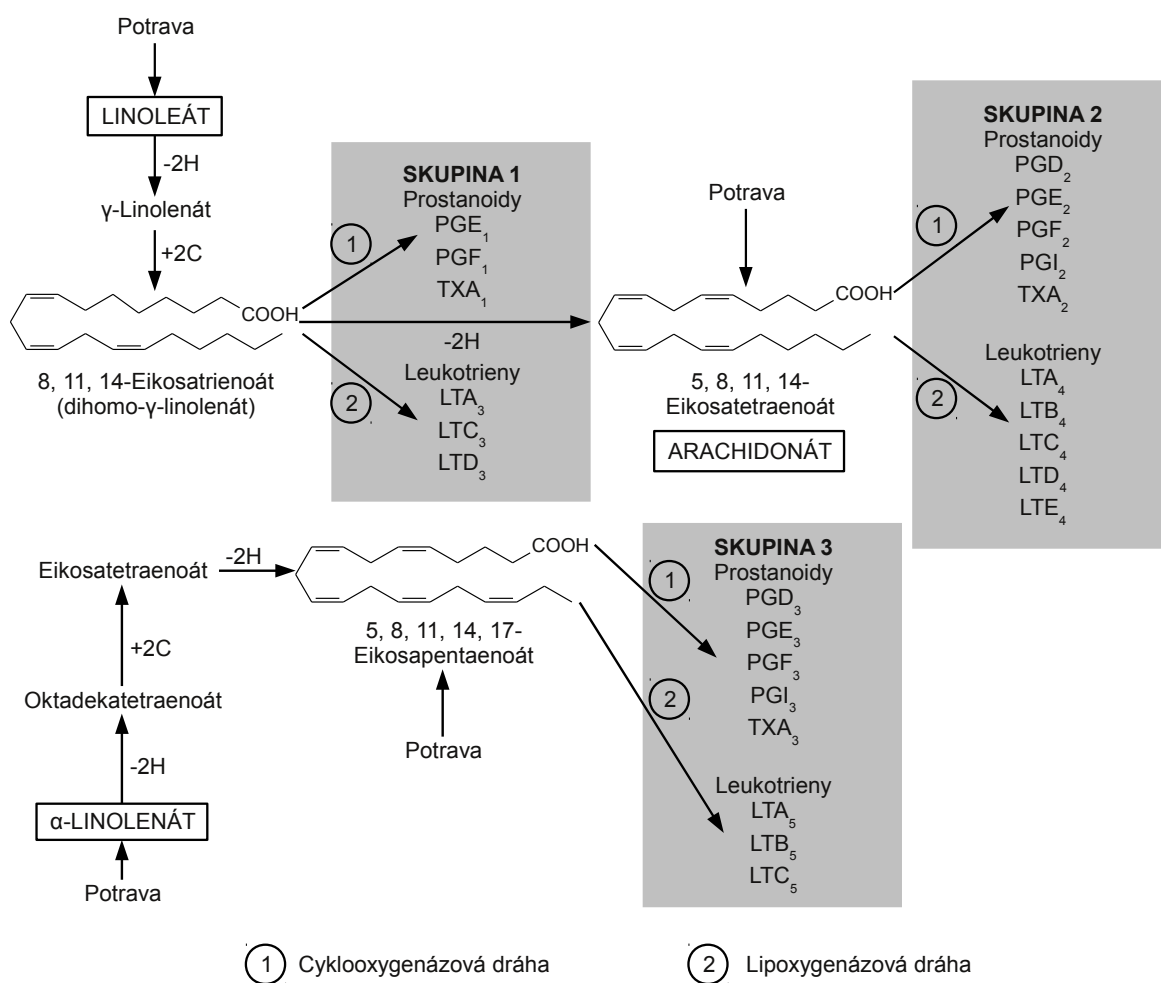 Potrava
LINOLEÁT
-2H
γ-Linolenát
+2C
COOH
8, 11, 14-Eikosatrienoát
(dihomo-γ-linolenát)
SKUPINA 1
Prostanoidy
1
PGE₁
PGF₁
TXA₁
-2H
Leukotrieny
2
LTA₃
LTC₃
LTD₃
Potrava
COOH
5, 8, 11, 14-
Eikosatetraenoát
ARACHIDONÁT
SKUPINA 2
Prostanoidy
1
PGD₂
PGE₂
PGF₂
PGI₂
TXA₂
Leukotrieny
2
LTA₄
LTB₄
LTC₄
LTD₄
LTE₄
Eikosatetraenoát
-2H
+2C
Oktadekatetraenoát
-2H
α-LINOLENÁT
Potrava
COOH
5, 8, 11, 14, 17-
Eikosapentaenoát
Potrava
SKUPINA 3
Prostanoidy
1
PGD₃
PGE₃
PGF₃
PGI₃
TXA₃
2
Leukotrieny
LTA₅
LTB₅
LTC₅
1 Cyklooxygenázová dráha
2 Lipoxygenázová dráha